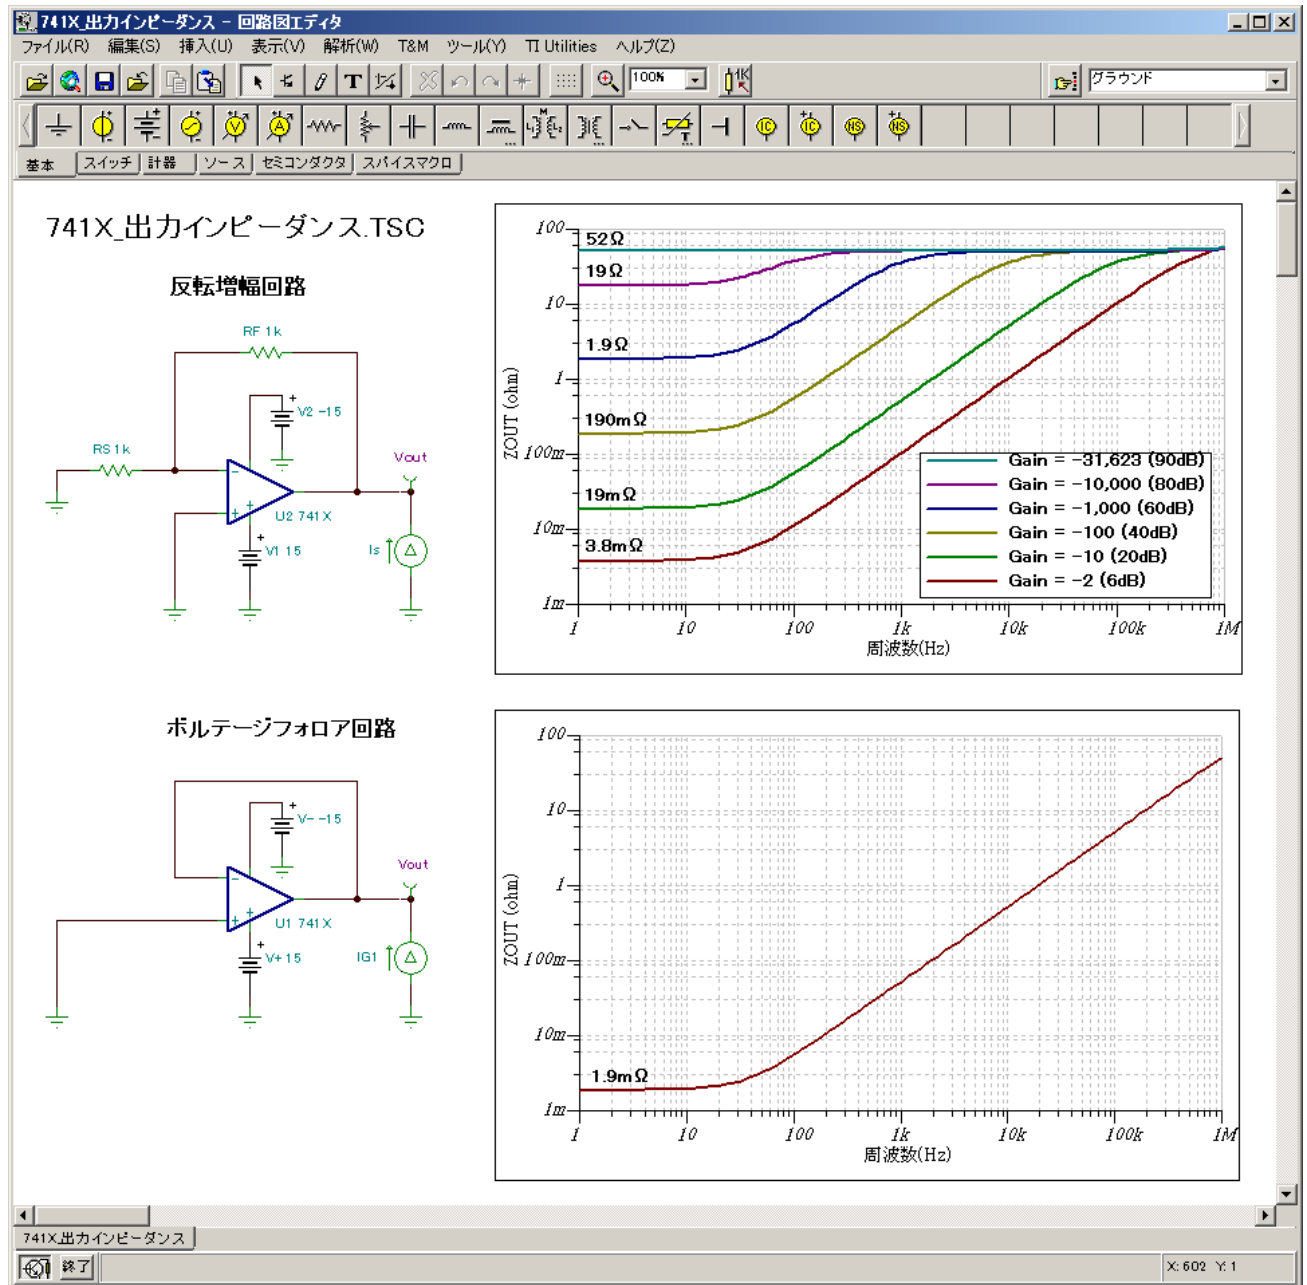 741X_出力インピーダンス - 回路図エディタ
ファイル(R) 編集(S) 挿入(U) 表示(V) 解析(W) T&M ツール(Y) TI Utilities ヘルプ(Z)
100% 1K グラウンド
基本 スイッチ 計器 ソース セミコンダクタ スパイスマクロ
741X_出力インピーダンス.TSC
反転増幅回路
RF 1k
V2 -15
RS 1k
Vout
U2 741X
V1 15
Is
ZOUT (ohm)
100
10
1
100m
10m
1m
52Ω
19Ω
1.9Ω
190mΩ
19mΩ
3.8mΩ
Gain = -31,623 (90dB)
Gain = -10,000 (80dB)
Gain = -1,000 (60dB)
Gain = -100 (40dB)
Gain = -10 (20dB)
Gain = -2 (6dB)
1 10 100 1k 10k 100k 1M
周波数(Hz)
ボルテージフォロア回路
V- -15
Vout
U1 741X
V+ 15
IG1
ZOUT (ohm)
100
10
1
100m
10m
1m
1.9mΩ
1 10 100 1k 10k 100k 1M
周波数(Hz)
741X出力インピーダンス
終了
X: 602 Y: 1